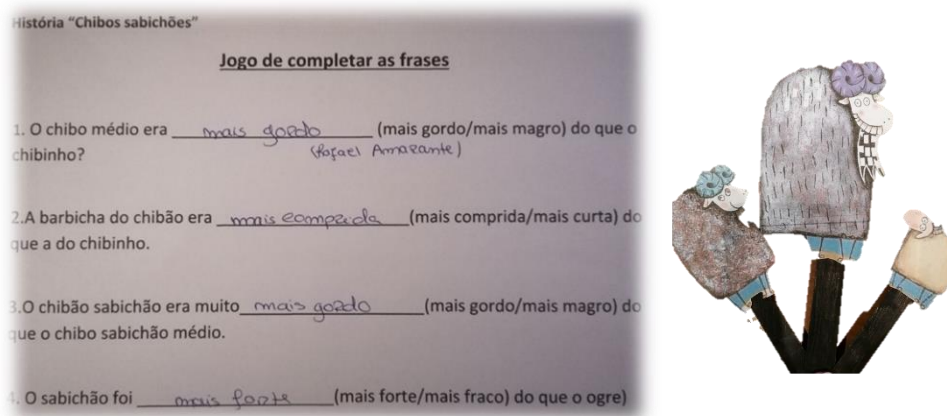 História “Chibos sabichões”
Jogo de completar as frases
1. O chibo médio era mais gordo (mais gordo/mais magro) do que o
chibinho?
(Rafael Amarante)
2.A barbicha do chibão era mais comprida (mais comprida/mais curta) do
que a do chibinho.
3.O chibão sabichão era muito mais gordo (mais gordo/mais magro) do
que o chibo sabichão médio.
4. O sabichão foi mais forte (mais forte/mais fraco) do que o ogre)